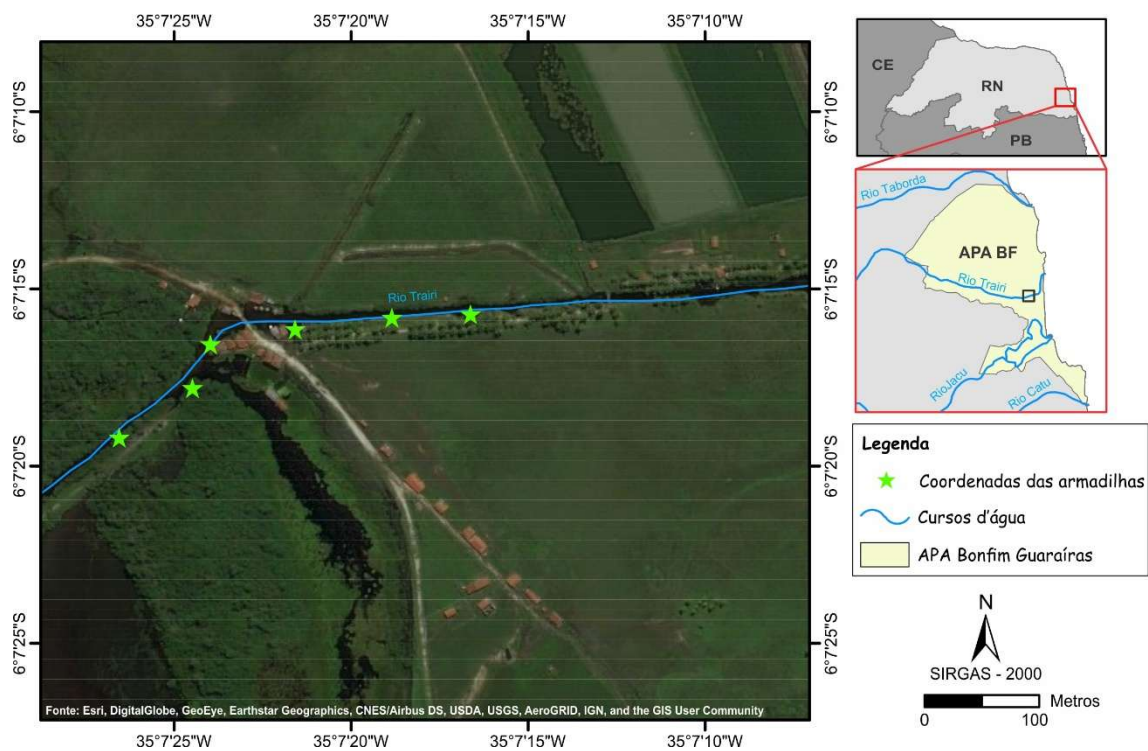 35°7'25"W
35°7'20"W
35°7'15"W
35°7'10"W
6°7'10"S
6°7'15"S
6°7'20"S
6°7'25"S
Rio Trairi
6°7'10"S
6°7'15"S
6°7'20"S
6°7'25"S
Fonte: Esri, DigitalGlobe, GeoEye, Earthstar Geographics, CNES/Airbus DS, USDA, USGS, AeroGRID, IGN, and the GIS User Community
35°7'25"W
35°7'20"W
35°7'15"W
35°7'10"W
CE
RN
PB
Rio Taborda
APA BF
Rio Trairi
RioJacu
Rio Catu
Legenda
Coordenadas das armadilhas
Cursos d'água
APA Bonfim Guaraíras
N
SIRGAS - 2000
Metros
0 100